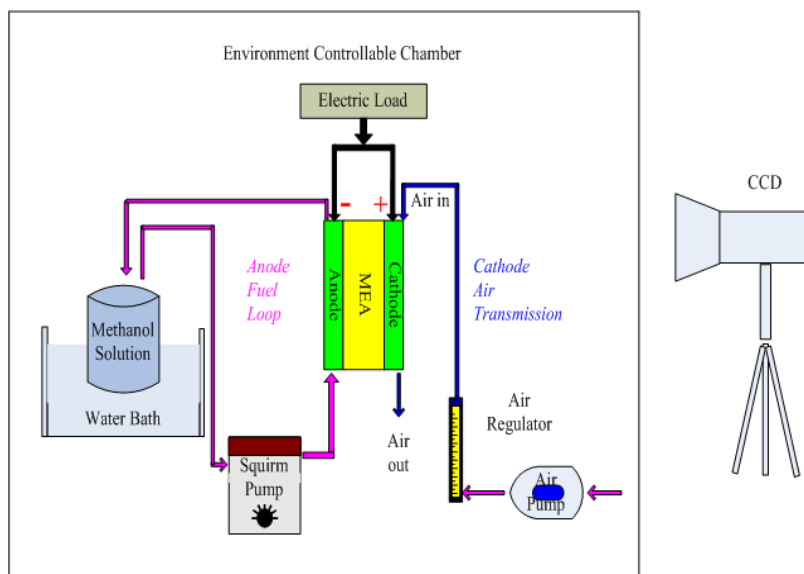 Environment Controllable Chamber
Electric Load
CCD
-
+
Air in
Anode
Fuel
Loop
Anode
MEA
Cathode
Cathode
Air
Transmission
Methanol
Solution
Water Bath
Air
Regulator
Air
out
Squirm
Pump
Air
Pump